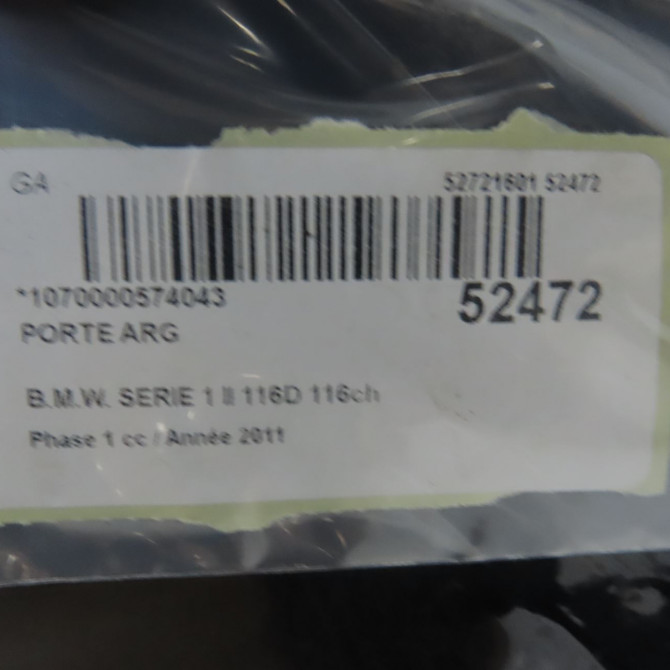 GA 52721601 52472
*1070000574043 52472
PORTE ARG
B.M.W. SERIE 1 II 116D 116ch
Phase 1 cc / Année 2011